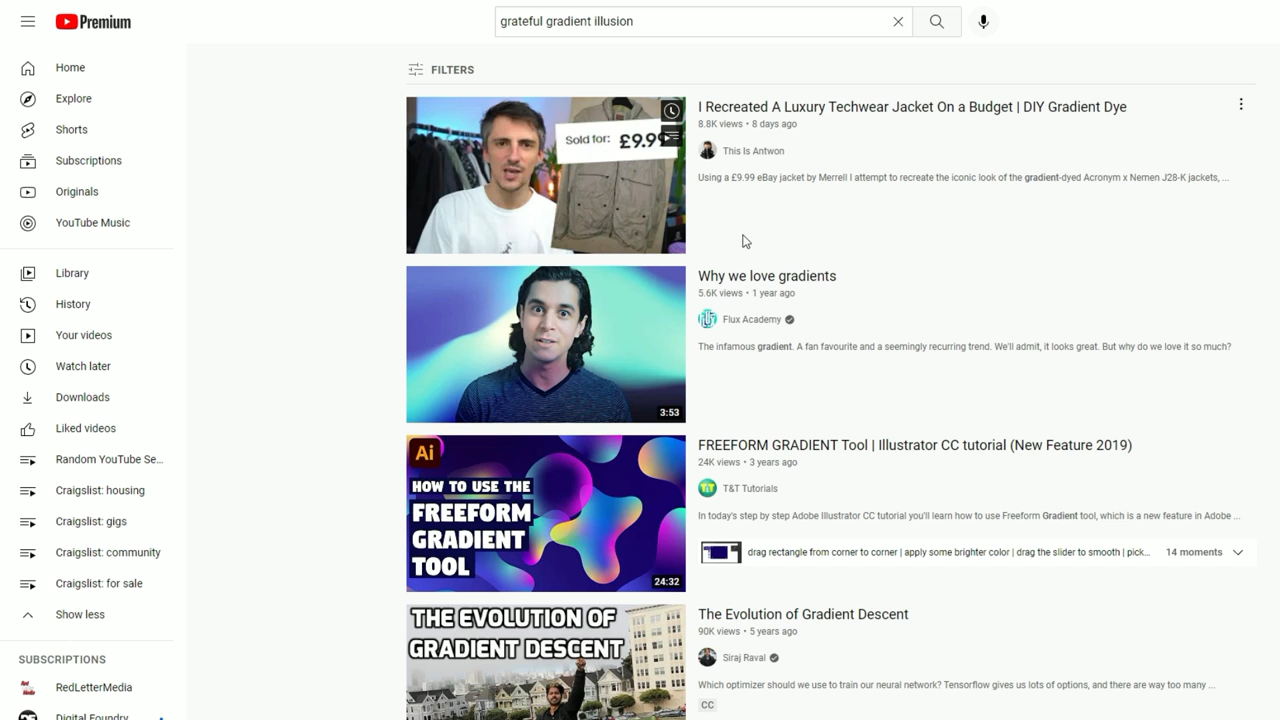 Premium
grateful gradient illusion
Home
Explore
Shorts
Subscriptions
Originals
YouTube Music
Library
History
Your videos
Watch later
Downloads
Liked videos
Random YouTube Se...
Craigslist: housing
Craigslist: gigs
Craigslist: community
Craigslist: for sale
Show less
SUBSCRIPTIONS
RedLetterMedia
Digital Foundry
FILTERS
Sold for: £9.99
I Recreated A Luxury Techwear Jacket On a Budget | DIY Gradient Dye
8.8K views • 8 days ago
This Is Antwon
Using a £9.99 eBay jacket by Merrell I attempt to recreate the iconic look of the gradient-dyed Acronym x Nemen J28-K jackets, ...
3:53
Why we love gradients
5.6K views • 1 year ago
Flux Academy
The infamous gradient. A fan favourite and a seemingly recurring trend. We'll admit, it looks great. But why do we love it so much?
Ai
HOW TO USE THE
FREEFORM
GRADIENT
TOOL
24:32
FREEFORM GRADIENT Tool | Illustrator CC tutorial (New Feature 2019)
24K views • 3 years ago
T&T Tutorials
In today's step by step Adobe Illustrator CC tutorial you'll learn how to use Freeform Gradient tool, which is a new feature in Adobe ...
drag rectangle from corner to corner | apply some brighter color | drag the slider to smooth | pick...
14 moments
THE EVOLUTION OF
GRADIENT DESCENT
The Evolution of Gradient Descent
90K views • 5 years ago
Siraj Raval
Which optimizer should we use to train our neural network? Tensorflow gives us lots of options, and there are way too many ...
CC